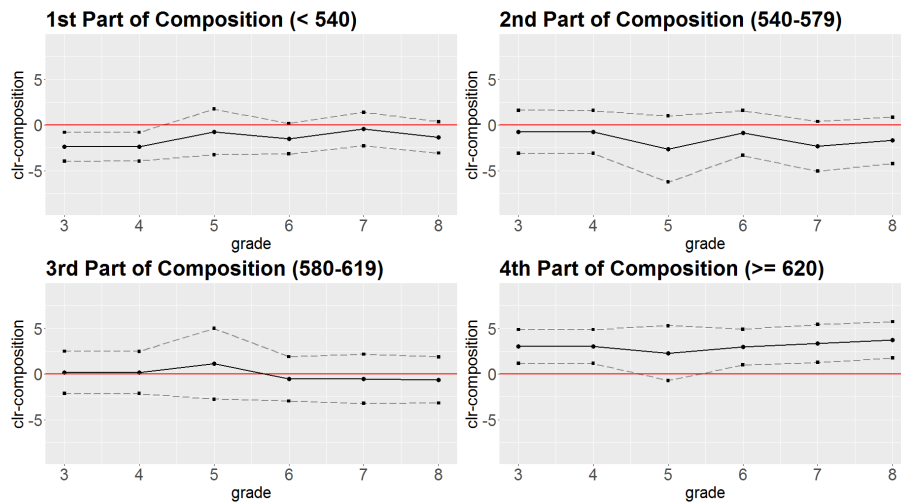 1st Part of Composition (< 540)
clr-composition
5
0
-5
3 4 5 6 7 8
grade
2nd Part of Composition (540-579)
clr-composition
5
0
-5
3 4 5 6 7 8
grade
3rd Part of Composition (580-619)
clr-composition
5
0
-5
3 4 5 6 7 8
grade
4th Part of Composition (>= 620)
clr-composition
5
0
-5
3 4 5 6 7 8
grade